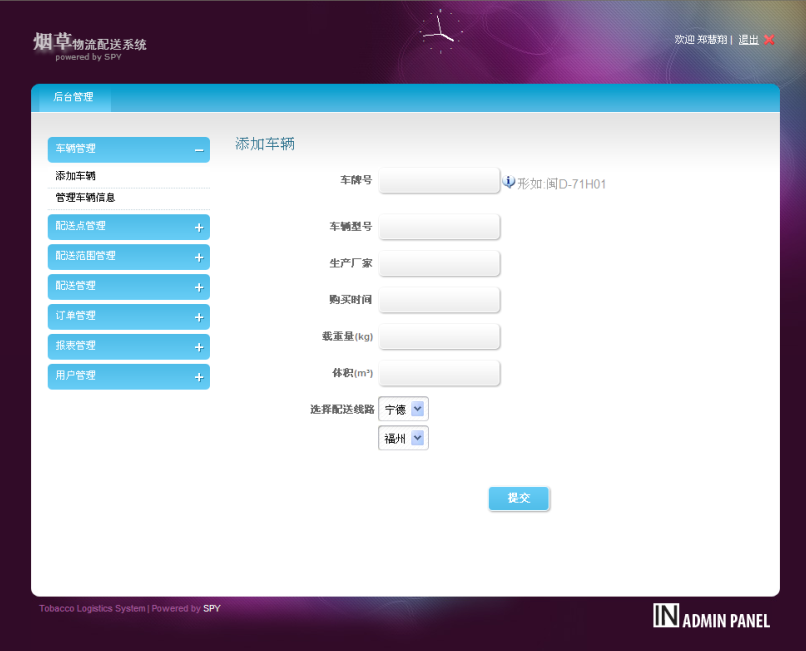 烟草物流配送系统
powered by SPY
欢迎 郑慧翔 | 退出
后台管理
车辆管理
添加车辆
管理车辆信息
配送点管理
配送范围管理
配送管理
订单管理
报表管理
用户管理
添加车辆
车牌号
形如:闽D-71H01
车辆型号
生产厂家
购买时间
载重量(kg)
体积(m³)
选择配送线路 宁德
福州
提交
Tobacco Logistics System | Powered by SPY
IN ADMIN PANEL